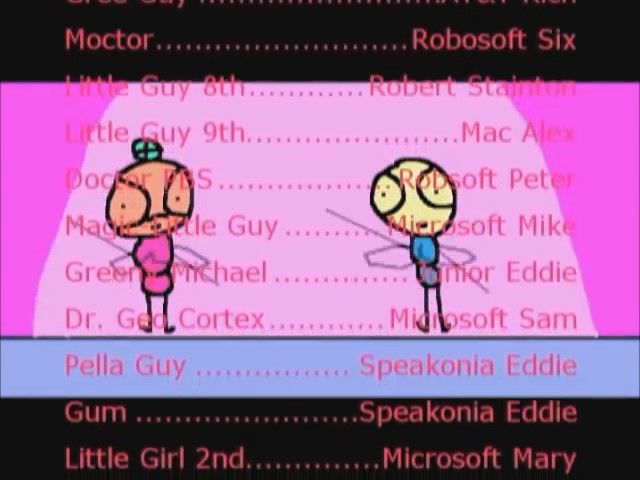 Moctor.........................Robosoft Six
Little Guy 8th............Robert Stainton
Little Guy 9th.....................Mac Alex
Doctor PBS.................Robsoft Peter
Magic Little Guy..........Microsoft Mike
Greeny Michael..............Junior Eddie
Dr. Geo Cortex............Microsoft Sam
Pella Guy ................ Speakonia Eddie
Gum ......................Speakonia Eddie
Little Girl 2nd.............Microsoft Mary